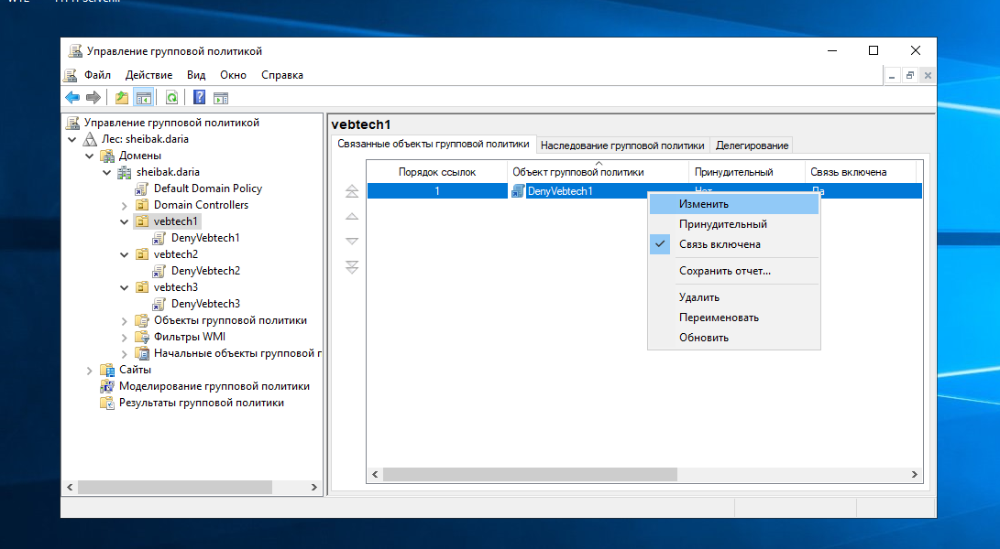 Управление групповой политикой
Файл Действие Вид Окно Справка
Управление групповой политикой
Лес: sheibak.daria
Домены
sheibak.daria
Default Domain Policy
Domain Controllers
vebtech1
DenyVebtech1
vebtech2
DenyVebtech2
vebtech3
DenyVebtech3
Объекты групповой политики
Фильтры WMI
Начальные объекты групповой г
Сайты
Моделирование групповой политики
Результаты групповой политики
vebtech1
Связанные объекты групповой политики Наследование групповой политики Делегирование
Порядок ссылок Объект групповой политики Принудительный Связь включена
1 DenyVebtech1 Нет Да
Изменить
Принудительный
Связь включена
Сохранить отчет...
Удалить
Переименовать
Обновить